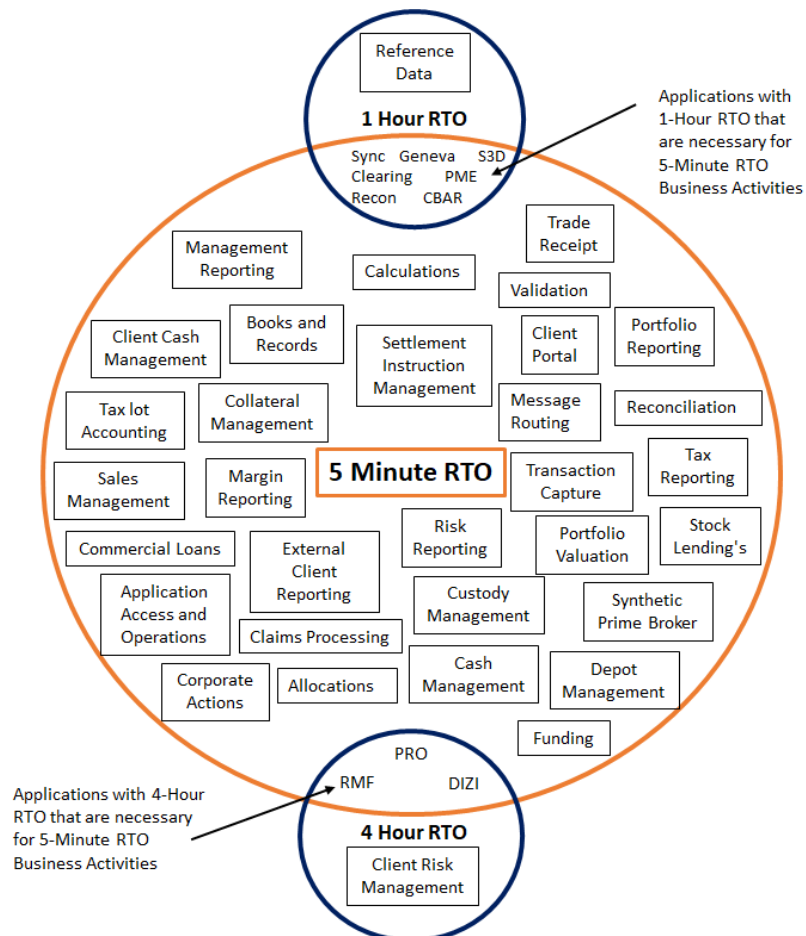 Reference
Data
1 Hour RTO
Applications with
1-Hour RTO that
are necessary for
5-Minute RTO
Business Activities
Sync Geneva S3D
Clearing PME
Recon CBAR
Trade
Receipt
Management
Reporting
Calculations
Validation
Books and
Records
Client Cash
Management
Settlement
Instruction
Management
Client
Portal
Portfolio
Reporting
Tax lot
Accounting
Collateral
Management
Message
Routing
Reconciliation
Sales
Management
Margin
Reporting
5 Minute RTO
Transaction
Capture
Tax
Reporting
Commercial Loans
External
Client
Reporting
Risk
Reporting
Portfolio
Valuation
Stock
Lending's
Application
Access and
Operations
Claims Processing
Custody
Management
Synthetic
Prime Broker
Corporate
Actions
Allocations
Cash
Management
Depot
Management
Funding
PRO
RMF DIZI
Applications with 4-Hour
RTO that are necessary
for 5-Minute RTO
Business Activities
4 Hour RTO
Client Risk
Management